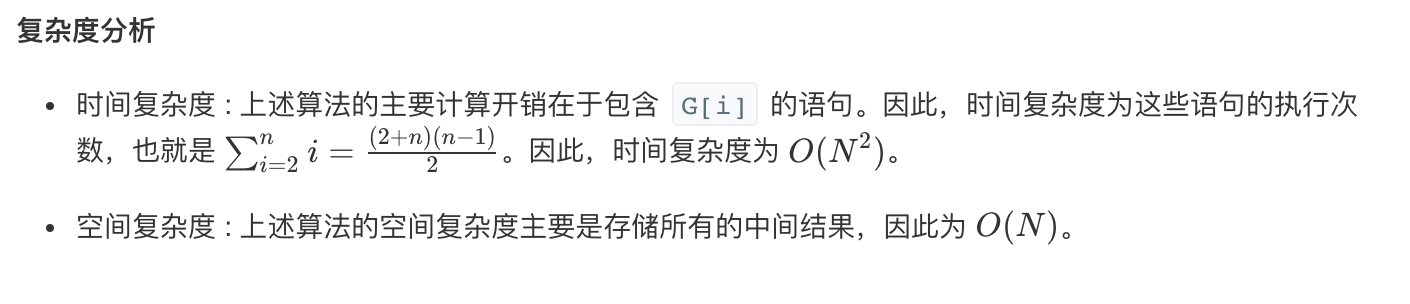 复杂度分析
• 时间复杂度 : 上述算法的主要计算开销在于包含 G[i] 的语句。因此，时间复杂度为这些语句的执行次
数，也就是 $\sum_{i=2}^{n} i = \frac{(2+n)(n-1)}{2}$。因此，时间复杂度为 $O(N^2)$。
• 空间复杂度 : 上述算法的空间复杂度主要是存储所有的中间结果，因此为 $O(N)$。